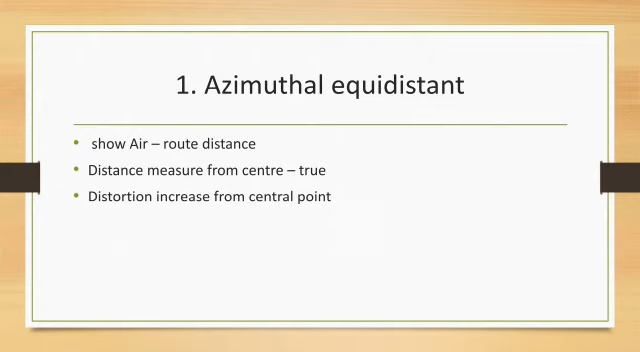 1. Azimuthal equidistant
• show Air – route distance
• Distance measure from centre – true
• Distortion increase from central point